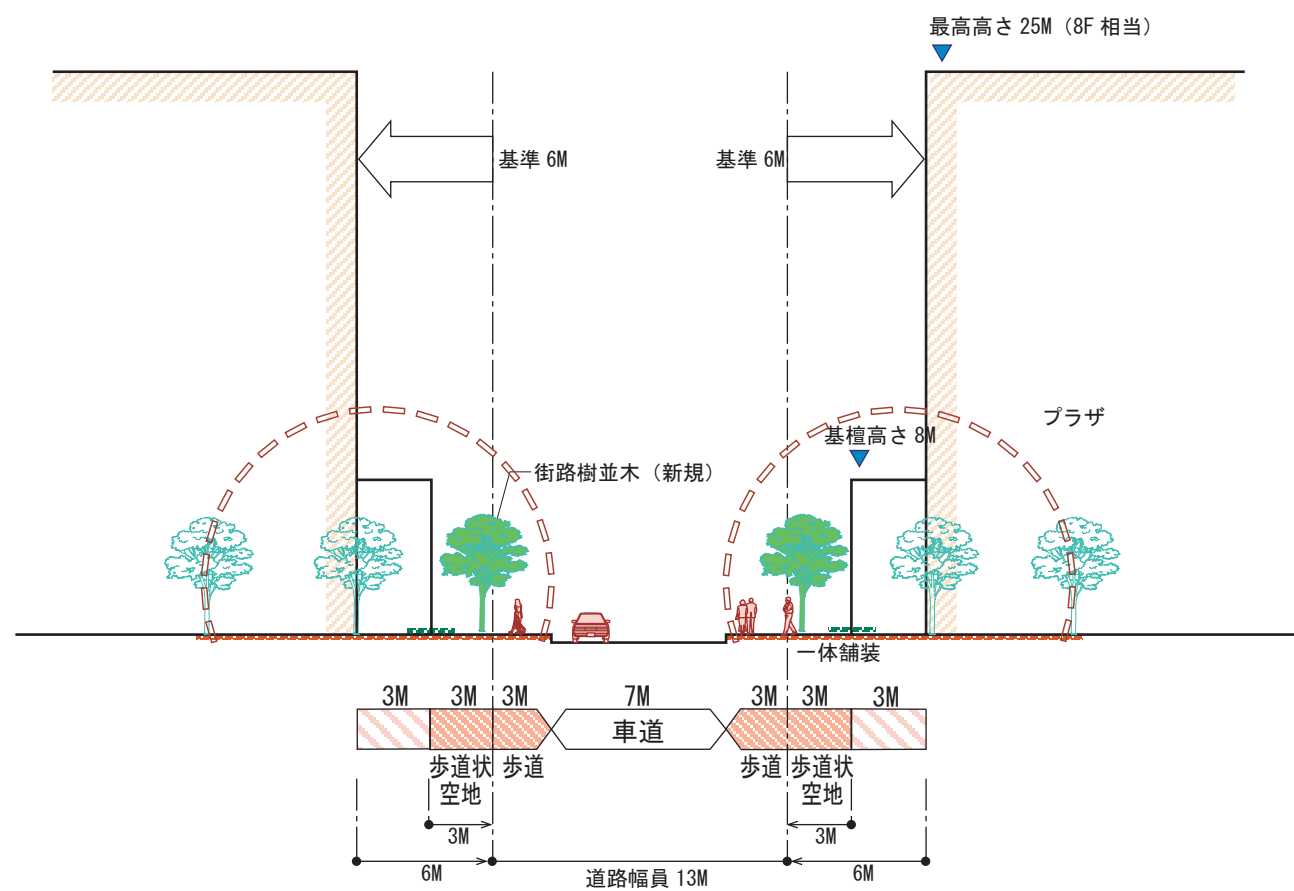 最高高さ 25M（8F 相当）
基準 6M
基準 6M
プラザ
基檀高さ 8M
街路樹並木（新規）
一体舗装
3M
3M
3M
7M
3M
3M
3M
車道
歩道状
空地
歩道
歩道
歩道状
空地
3M
3M
6M
道路幅員 13M
6M